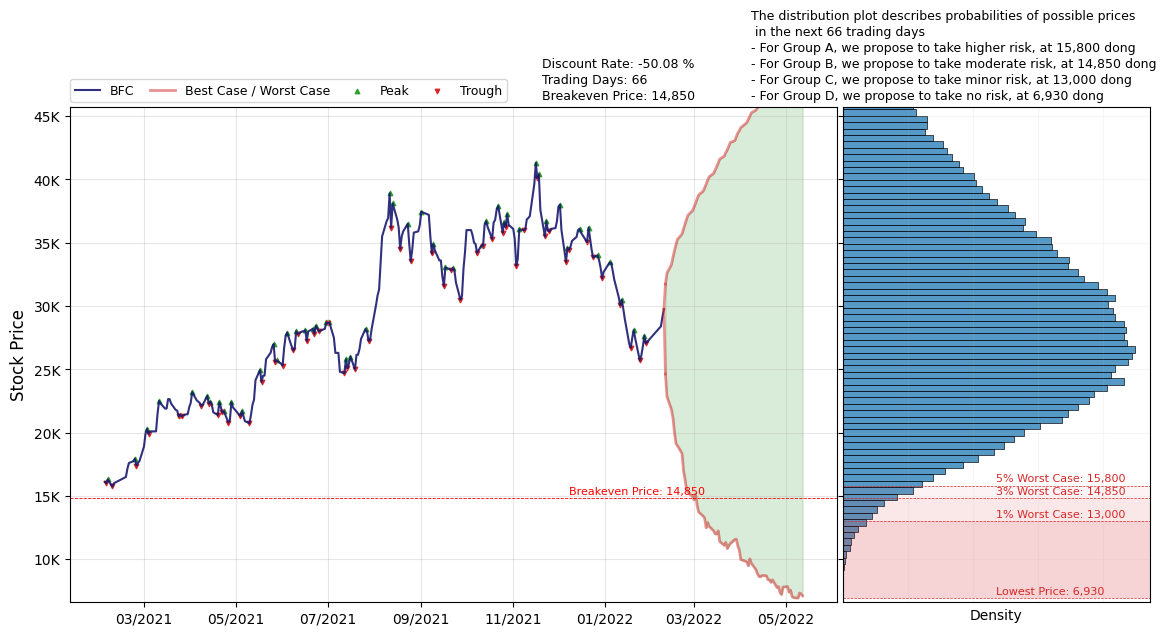 The distribution plot describes probabilities of possible prices
in the next 66 trading days
- For Group A, we propose to take higher risk, at 15,800 dong
- For Group B, we propose to take moderate risk, at 14,850 dong
- For Group C, we propose to take minor risk, at 13,000 dong
- For Group D, we propose to take no risk, at 6,930 dong
Discount Rate: -50.08 %
Trading Days: 66
Breakeven Price: 14,850
BFC
Best Case / Worst Case
Peak
Trough
Stock Price
45K
40K
35K
30K
25K
20K
15K
10K
Breakeven Price: 14,850
03/2021
05/2021
07/2021
09/2021
11/2021
01/2022
03/2022
05/2022
5% Worst Case: 15,800
3% Worst Case: 14,850
1% Worst Case: 13,000
Lowest Price: 6,930
Density